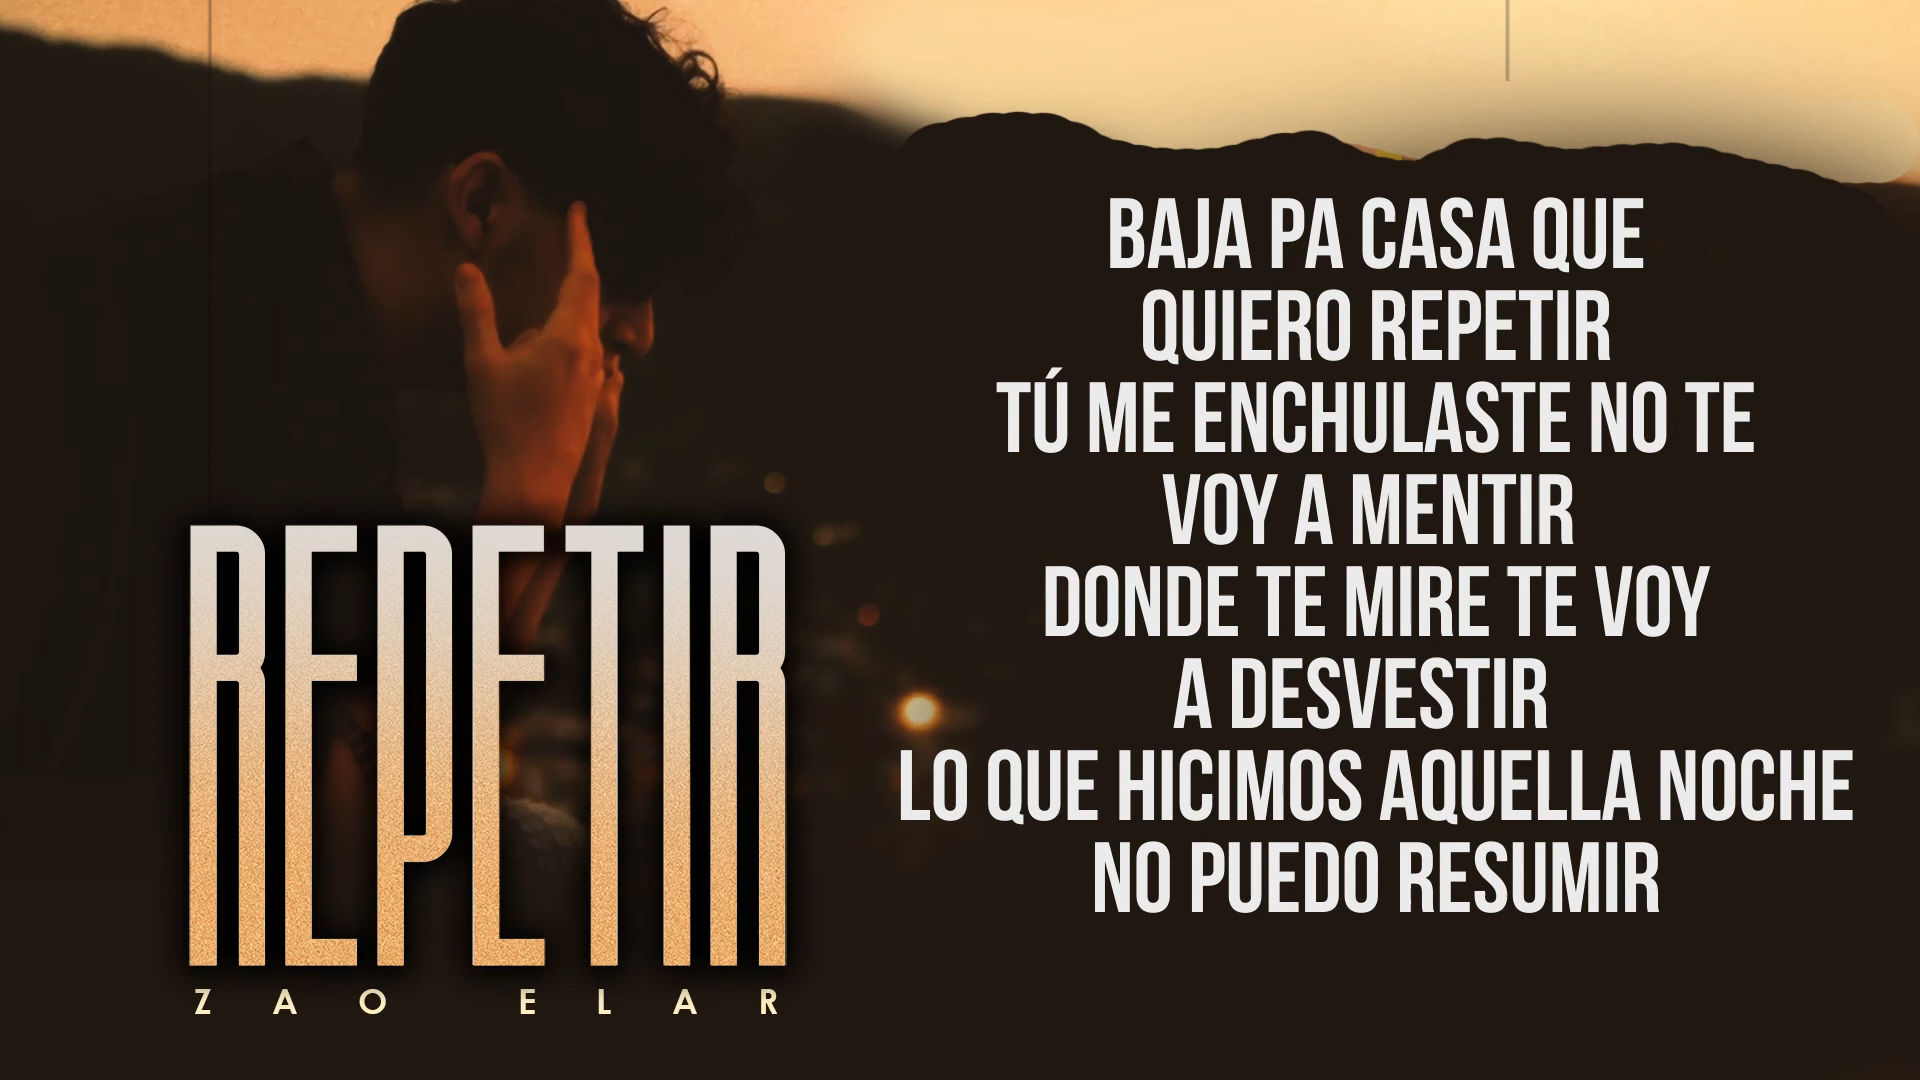 REPETIR
ZAO ELAR
BAJA PA CASA QUE
QUIERO REPETIR
TÚ ME ENCHULASTE NO TE
VOY A MENTIR
DONDE TE MIRE TE VOY
A DESVESTIR
LO QUE HICIMOS AQUELLA NOCHE
NO PUEDO RESUMIR